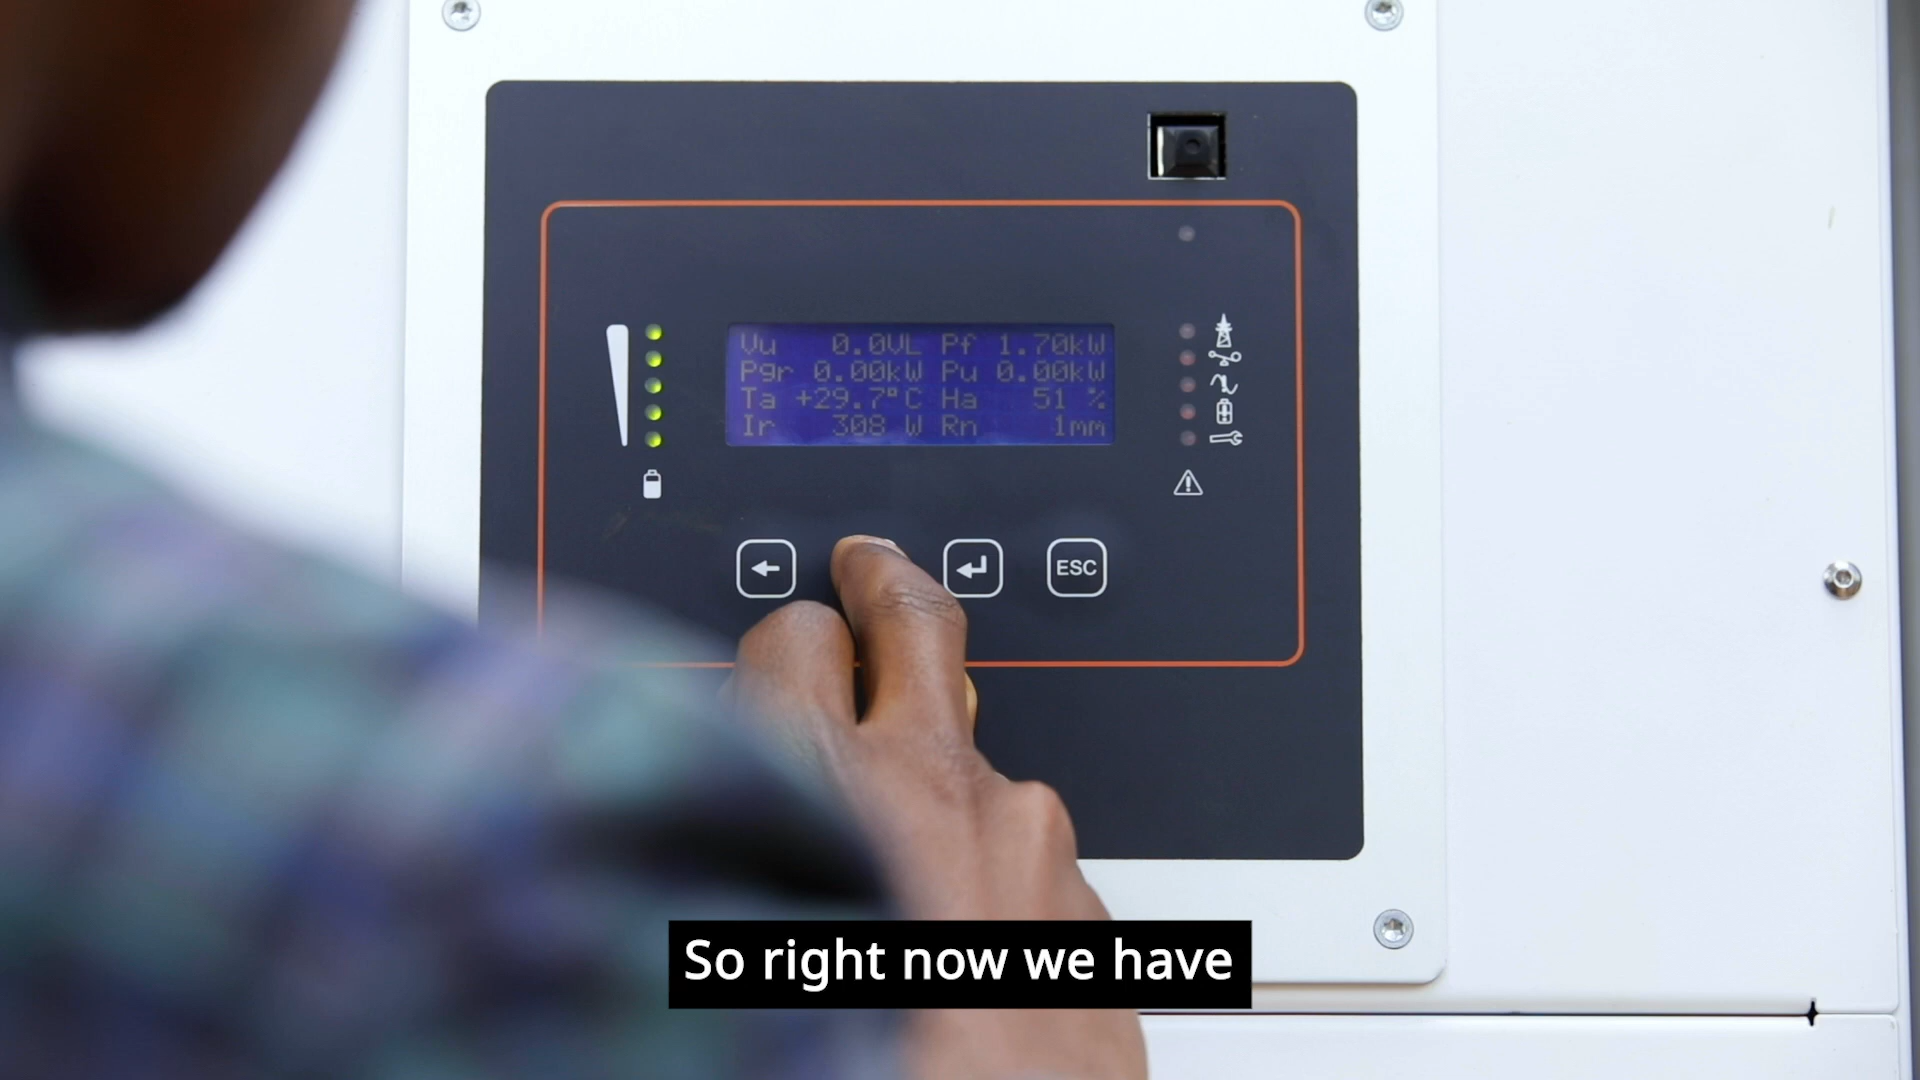 Vu 0.0VL Pf 1.70kW
Pgr 0.00kW Pu 0.00kW
Ta +29.7°C Ha 51 %
Ir 308 W Rn 1mm
ESC
So right now we have